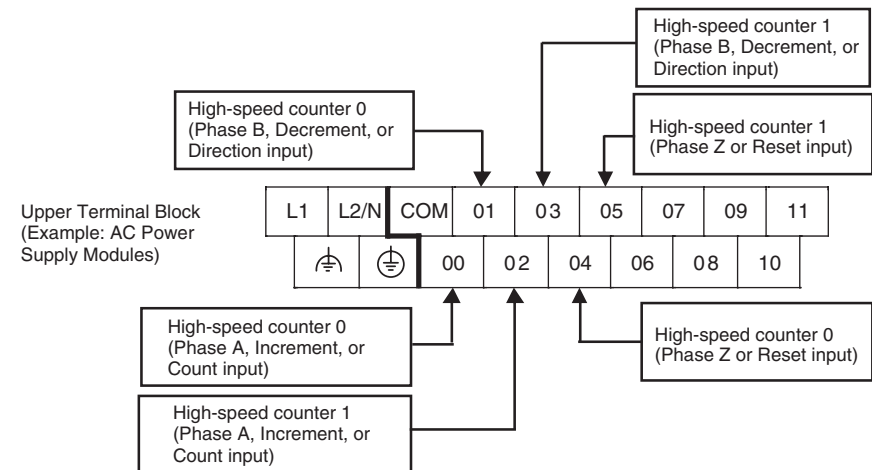 High-speed counter 1
(Phase B, Decrement, or
Direction input)
High-speed counter 0
(Phase B, Decrement, or
Direction input)
High-speed counter 1
(Phase Z or Reset input)
Upper Terminal Block
(Example: AC Power
Supply Modules)
L1 L2/N COM 01 03 05 07 09 11
00 02 04 06 08 10
High-speed counter 0
(Phase A, Increment, or
Count input)
High-speed counter 0
(Phase Z or Reset input)
High-speed counter 1
(Phase A, Increment, or
Count input)